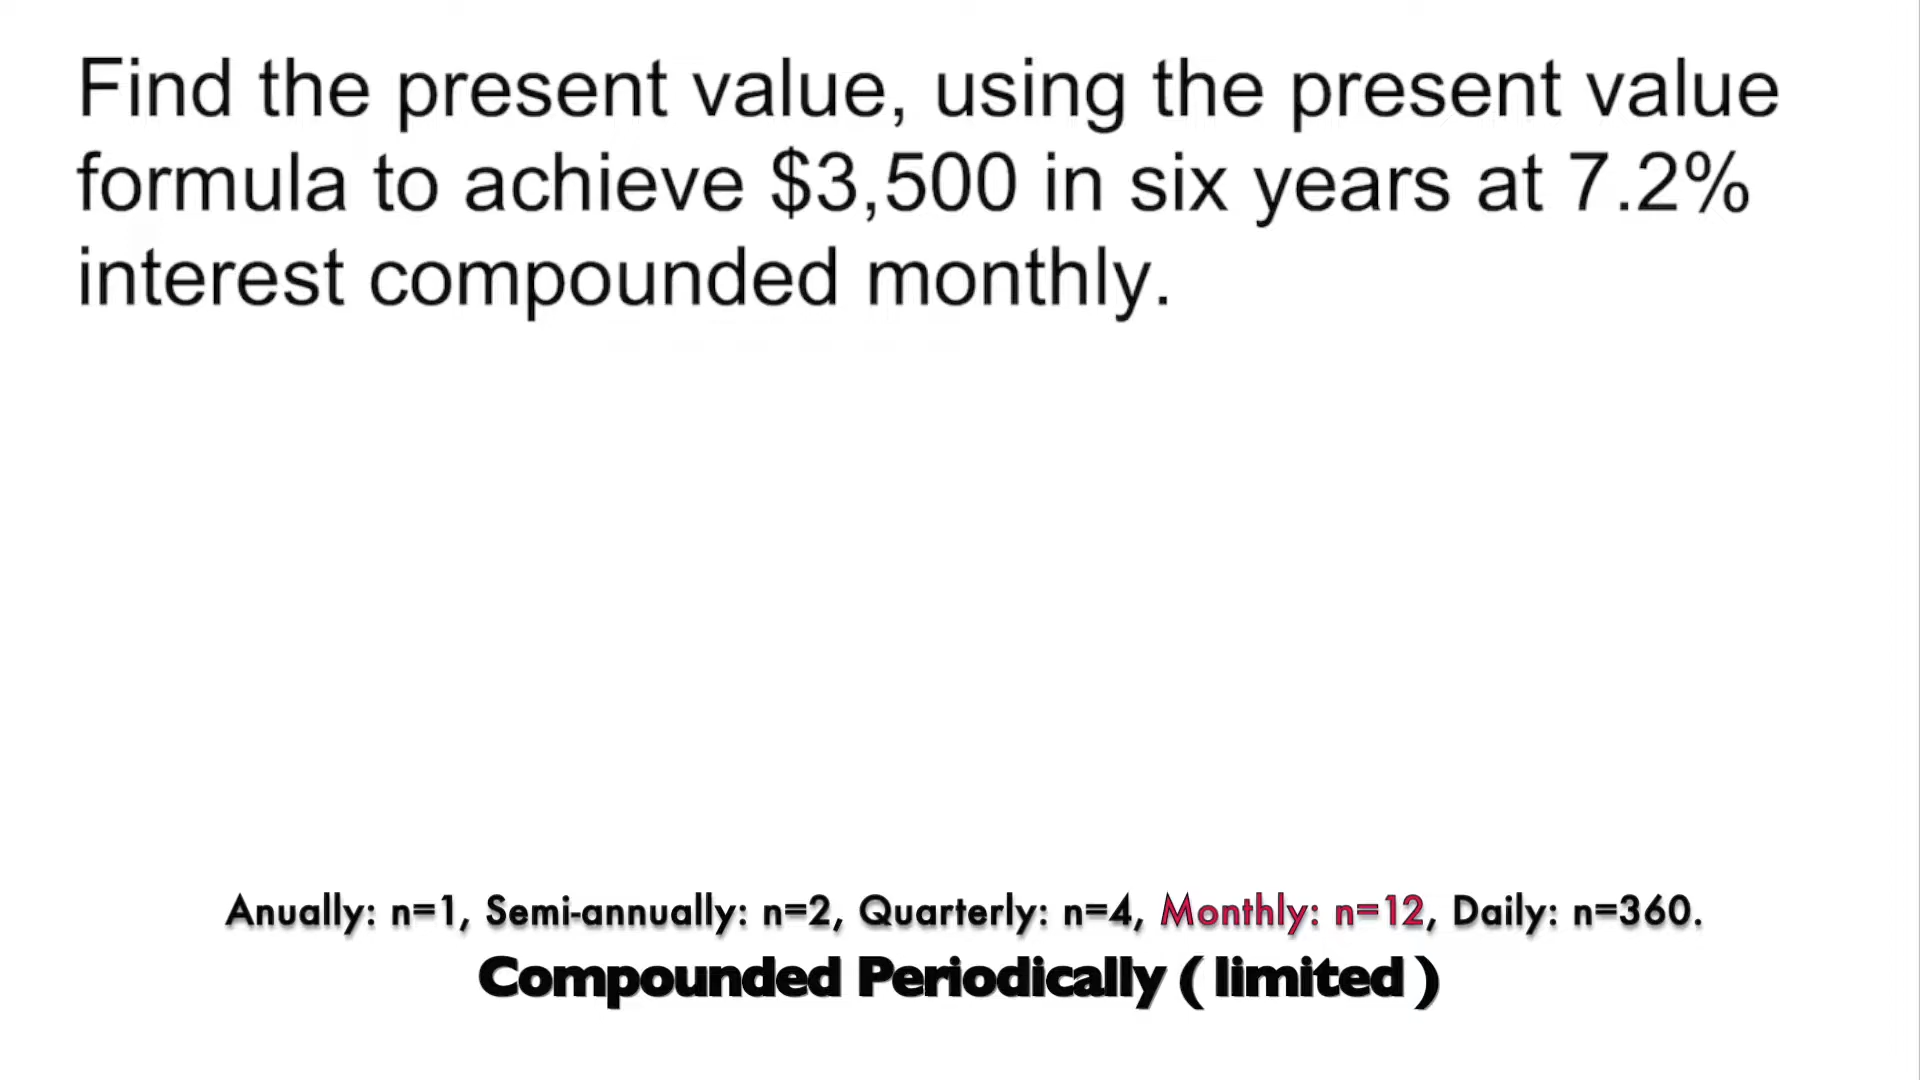 Find the present value, using the present value
formula to achieve $3,500 in six years at 7.2%
interest compounded monthly.
Anually: n=1, Semi-annually: n=2, Quarterly: n=4, Monthly: n=12, Daily: n=360.
Compounded Periodically ( limited )